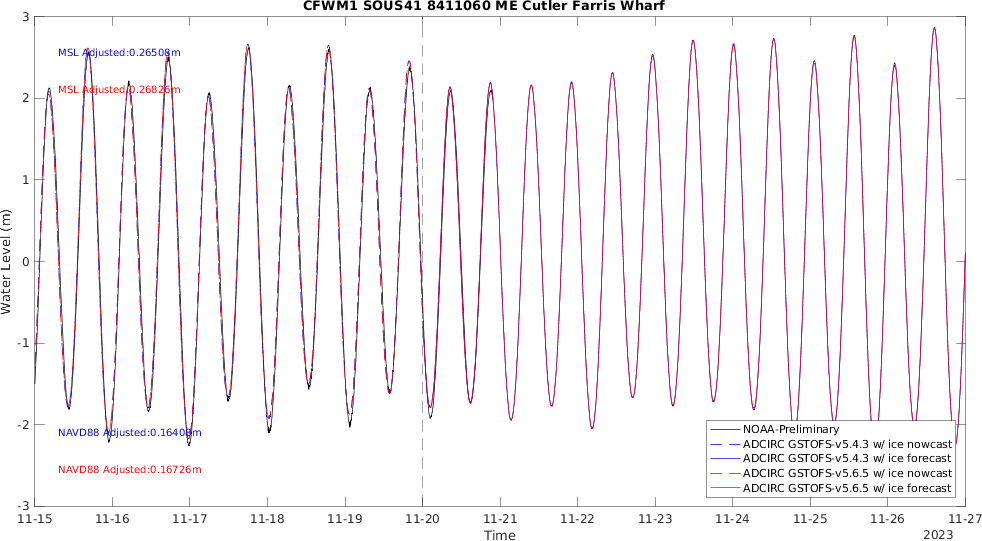 CFWM1 SOUS41 8411060 ME Cutler Farris Wharf
3
2
1
0
-1
-2
-3
Water Level (m)
MSL Adjusted:0.26508m
MSL Adjusted:0.26826m
NAVD88 Adjusted:0.16408m
NAVD88 Adjusted:0.16726m
NOAA-Preliminary
ADCIRC GSTOFS-v5.4.3 w/ ice nowcast
ADCIRC GSTOFS-v5.4.3 w/ ice forecast
ADCIRC GSTOFS-v5.6.5 w/ ice nowcast
ADCIRC GSTOFS-v5.6.5 w/ ice forecast
11-15 11-16 11-17 11-18 11-19 11-20 11-21 11-22 11-23 11-24 11-25 11-26 11-27
Time
2023